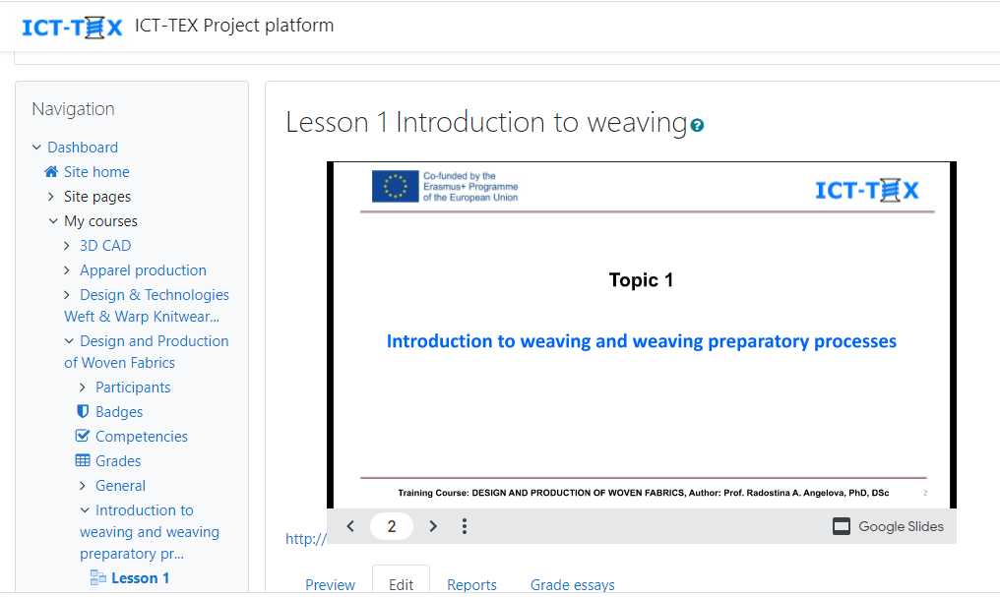 ICT-TEX ICT-TEX Project platform
Navigation
Dashboard
Site home
Site pages
My courses
3D CAD
Apparel production
Design & Technologies
Weft & Warp Knitwear...
Design and Production
of Woven Fabrics
Participants
Badges
Competencies
Grades
General
Introduction to
weaving and weaving
preparatory pr...
Lesson 1
Lesson 1 Introduction to weaving
Co-funded by the
Erasmus+ Programme
of the European Union
ICT-TEX
Topic 1
Introduction to weaving and weaving preparatory processes
Training Course: DESIGN AND PRODUCTION OF WOVEN FABRICS, Author: Prof. Radostina A. Angelova, PhD, DSc 2
2 Google Slides
http://
Preview Edit Reports Grade essays